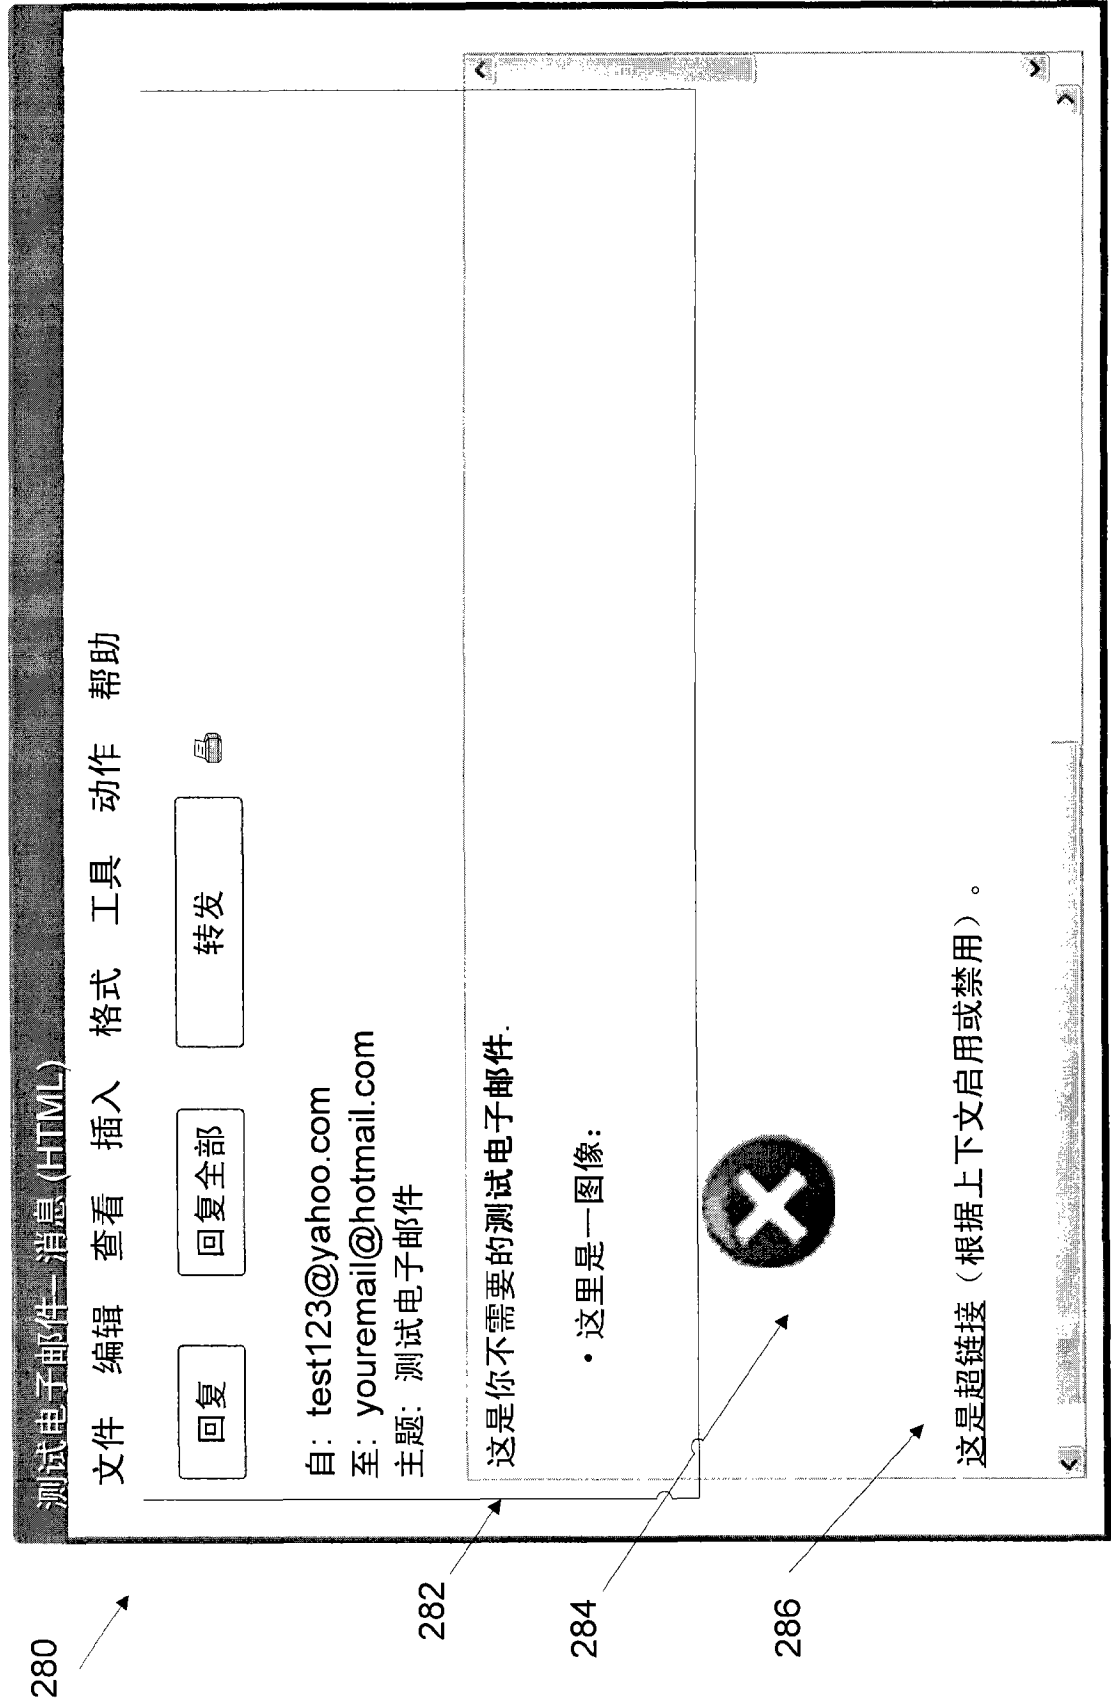 280
测试电子邮件 – 消息 (HTML)
文件 编辑 查看 插入 格式 工具 动作 帮助
回复 回复全部 转发
自：test123@yahoo.com
至：youremail@hotmail.com
主题：测试电子邮件
282
这是你不需要的测试电子邮件.
• 这里是一图像：
284
286
这是超链接（根据上下文启用或禁用）。